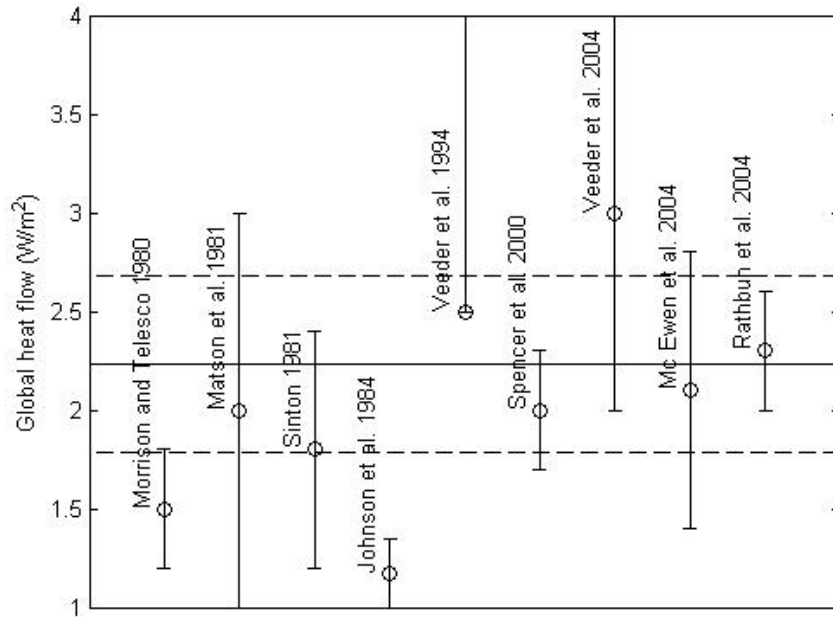 4
3.5
3
2.5
2
1.5
1
Global heat flow (W/m²)
Morrison and Telesco 1980
Matson et al. 1981
Sinton 1981
Johnson et al. 1984
Veeder et al. 1994
Spencer et al. 2000
Veeder et al. 2004
Mc Ewen et al. 2004
Rathbun et al. 2004